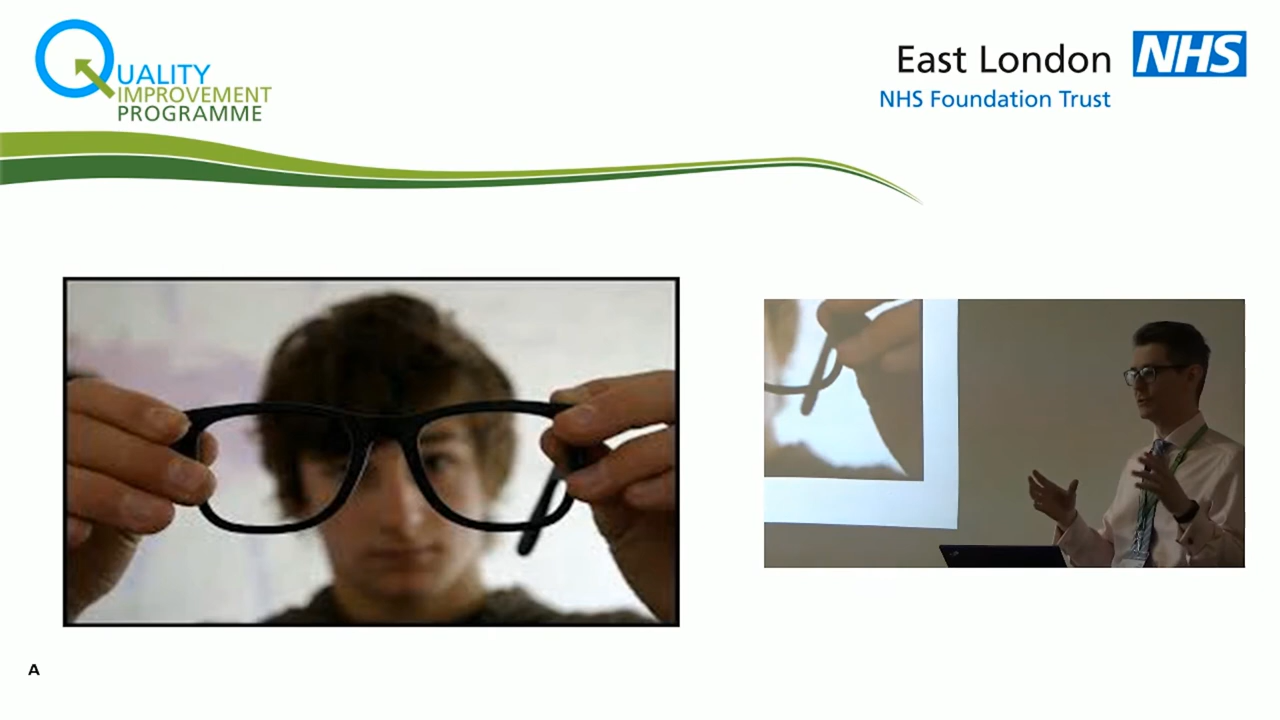 QUALITY
IMPROVEMENT
PROGRAMME
East London NHS
NHS Foundation Trust
A